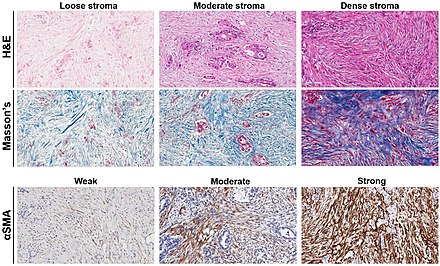 Loose stroma Moderate stroma Dense stroma
H&E
Masson's
Weak Moderate Strong
αSMA